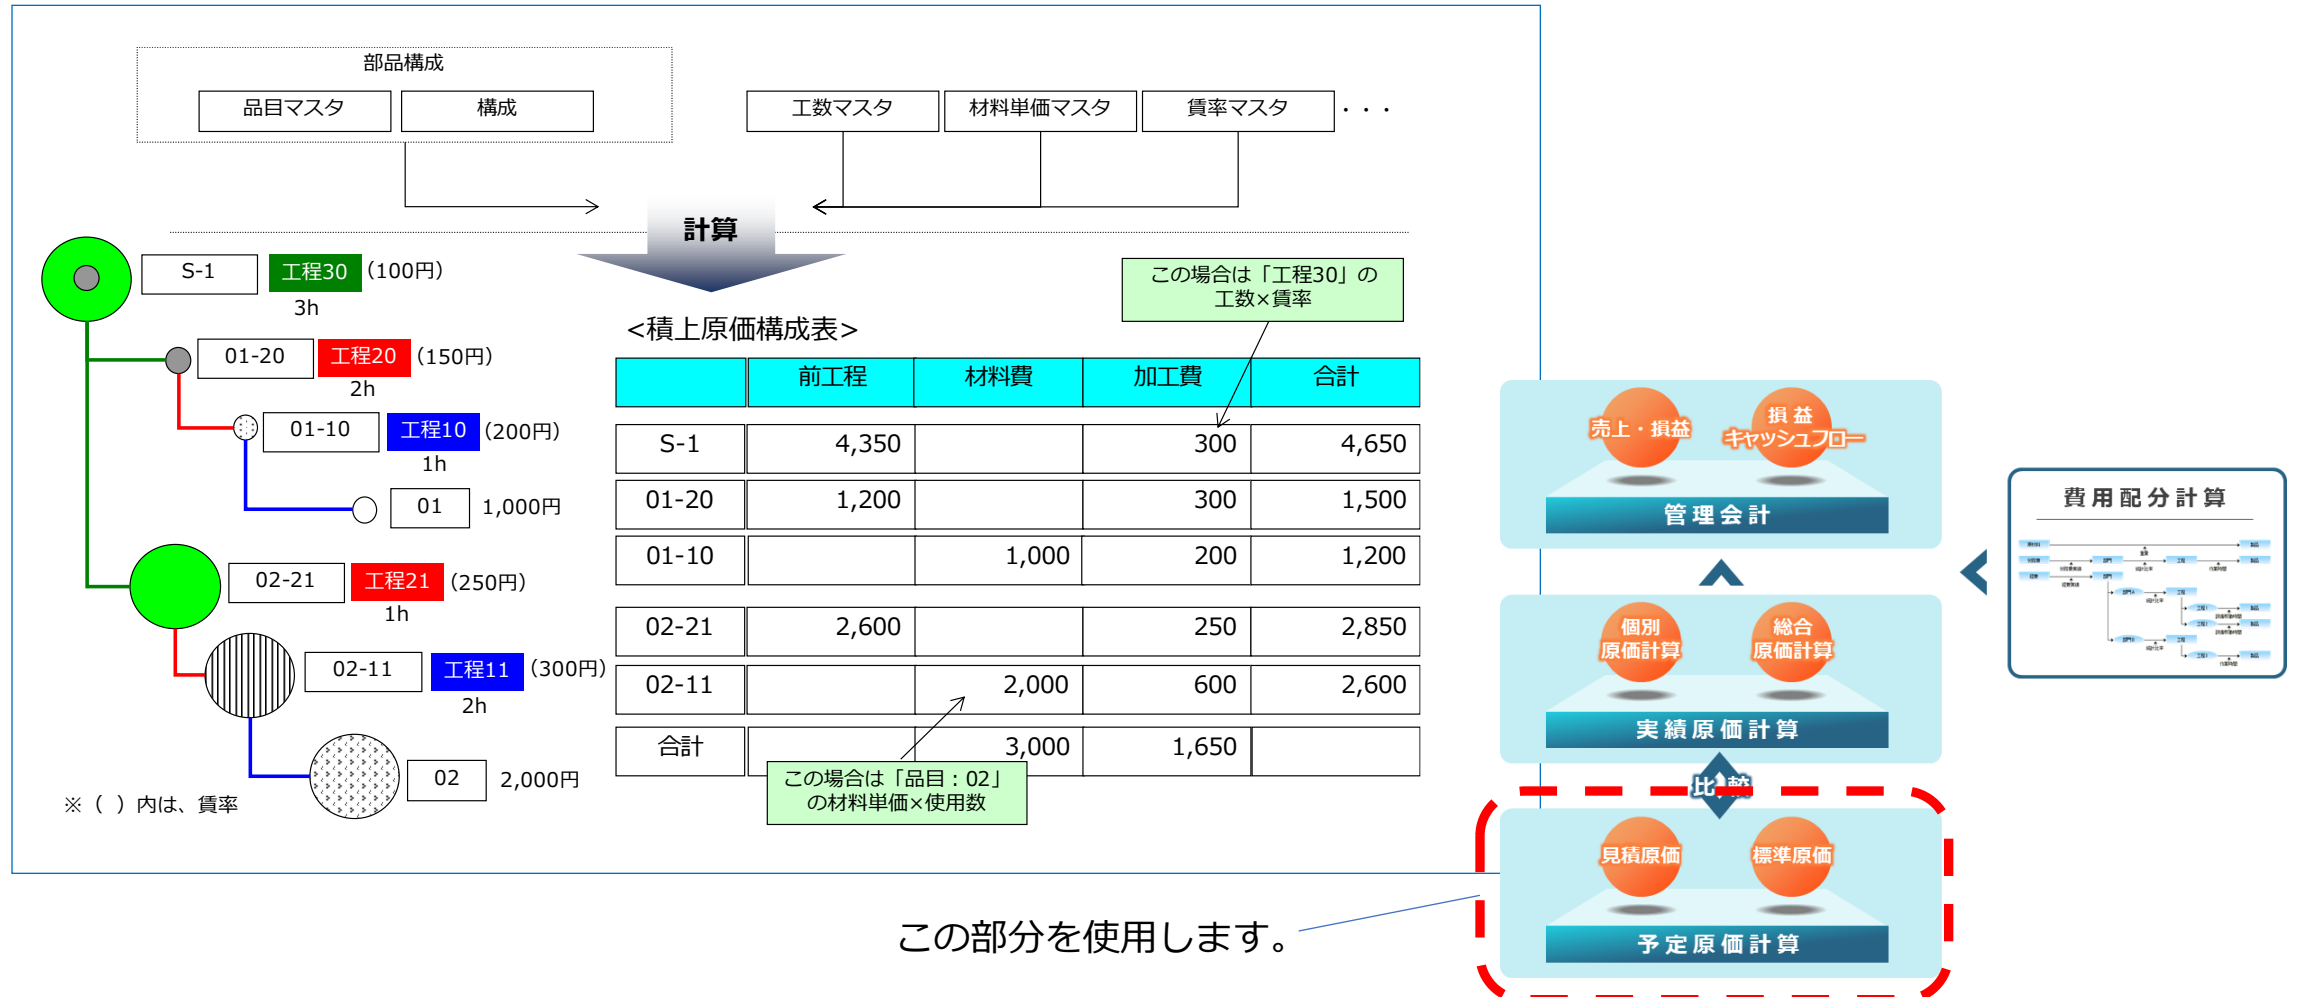 部品構成
品目マスタ
構成
工数マスタ
材料単価マスタ
賃率マスタ
・・・
計算
S-1
工程30
（100円）
3h
01-20
工程20
（150円）
2h
01-10
工程10
（200円）
1h
01
1,000円
02-21
工程21
（250円）
1h
02-11
工程11
（300円）
2h
02
2,000円
※（ ）内は、賃率
この場合は「工程30」の
工数×賃率
<積上原価構成表>
前工程 材料費 加工費 合計
S-1 4,350 300 4,650
01-20 1,200 300 1,500
01-10 1,000 200 1,200
02-21 2,600 250 2,850
02-11 2,000 600 2,600
合計 3,000 1,650
この場合は「品目：02」
の材料単価×使用数
この部分を使用します。
売上・損益
損益
キャッシュフロー
管理会計
個別
原価計算
総合
原価計算
実績原価計算
比較
見積原価
標準原価
予定原価計算
費用配分計算